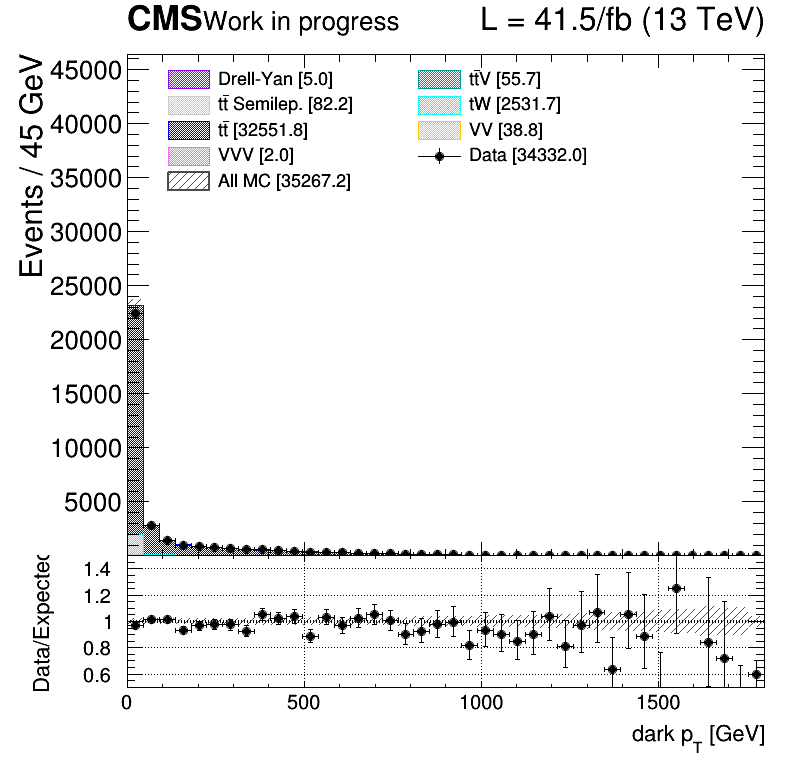 CMS Work in progress L = 41.5/fb (13 TeV)
Events / 45 GeV
45000
40000
35000
30000
25000
20000
15000
10000
5000
Drell-Yan [5.0]
tt̄ Semilep. [82.2]
tt̄ [32551.8]
VVV [2.0]
All MC [35267.2]
tt̄V [55.7]
tW [2531.7]
VV [38.8]
Data [34332.0]
Data/Expected
1.4
1.2
1
0.8
0.6
0 500 1000 1500
dark p_T [GeV]